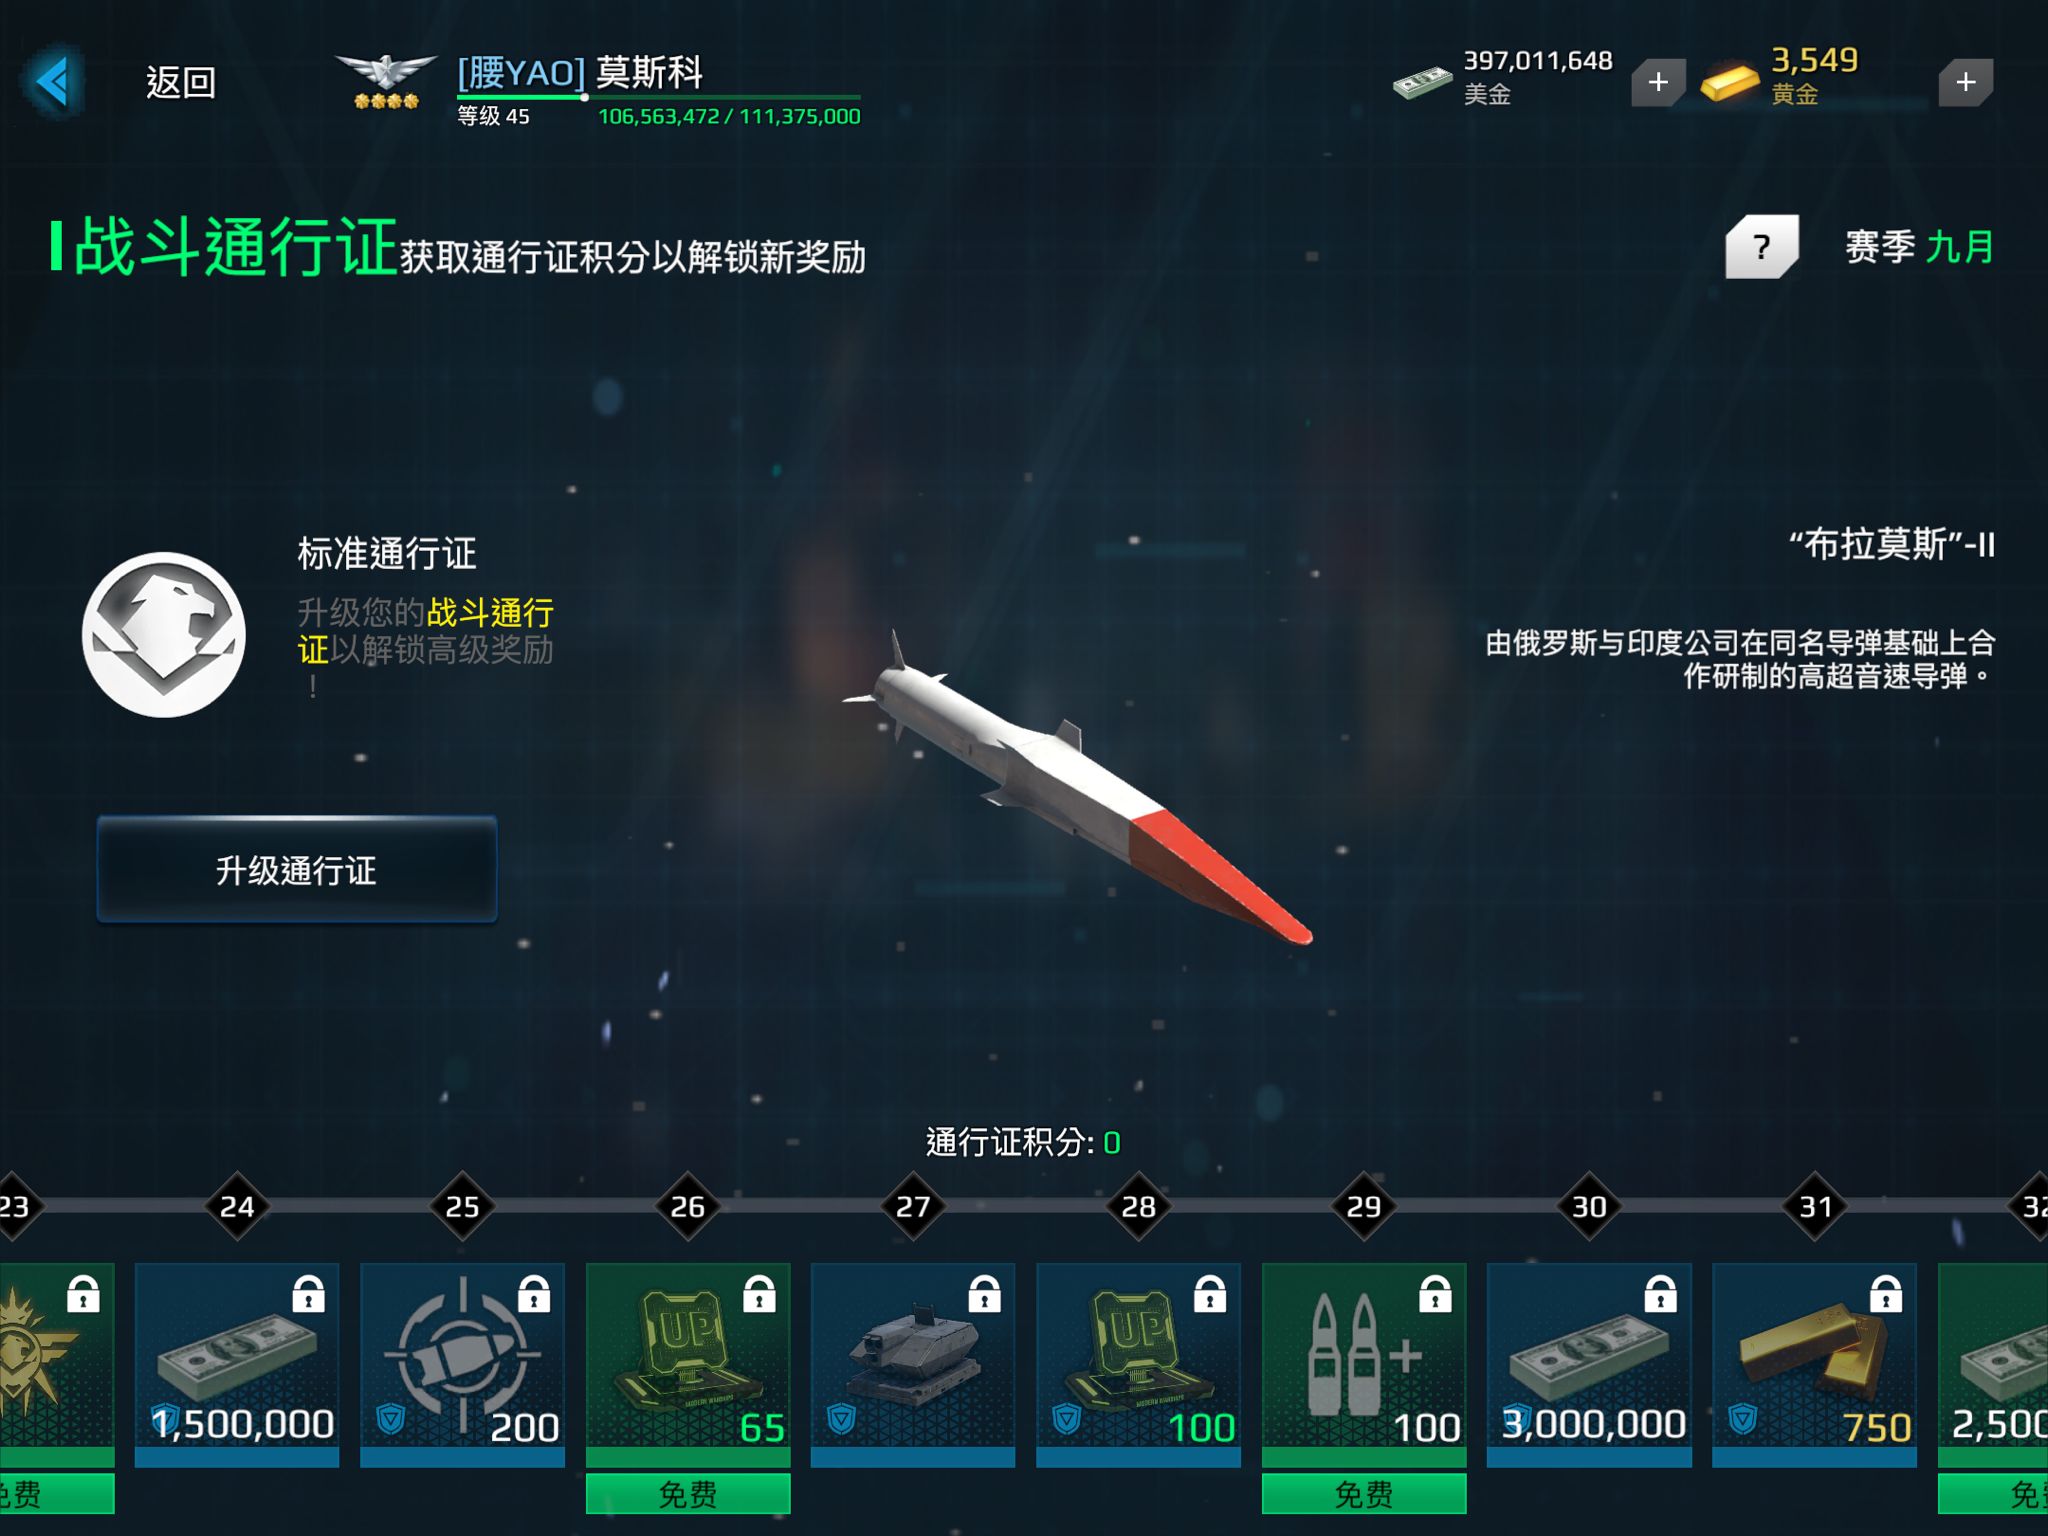 返回
[腰YAO] 莫斯科
等级 45
106,563,472 / 111,375,000
397,011,648
美金
+
3,549
黄金
+
战斗通行证 获取通行证积分以解锁新奖励
?
赛季 九月
标准通行证
升级您的战斗通行
证以解锁高级奖励
！
升级通行证
“布拉莫斯”-II
由俄罗斯与印度公司在同名导弹基础上合
作研制的高超音速导弹。
通行证积分: 0
23 24 25 26 27 28 29 30 31 32
UP
MODERN WARSHIPS
UP
MODERN WARSHIPS
+
1,500,000
200
65
100
100
3,000,000
750
2,500
免费
免费
免费
免